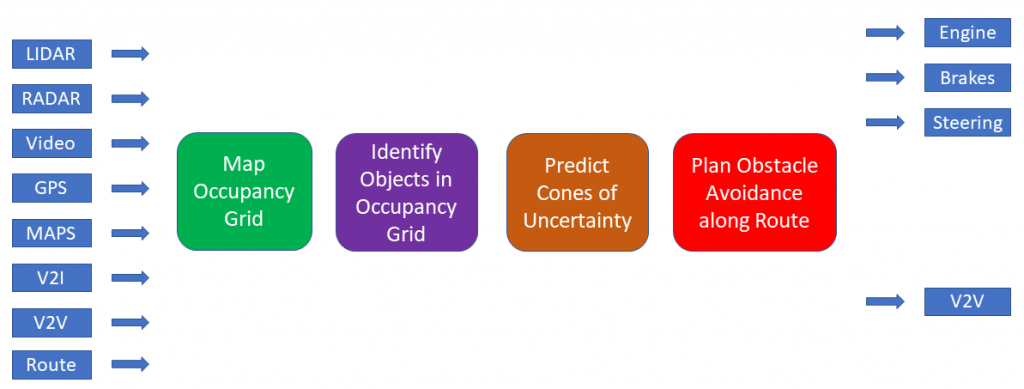 LIDAR
RADAR
Video
GPS
MAPS
V2I
V2V
Route
Map
Occupancy
Grid
Identify
Objects in
Occupancy
Grid
Predict
Cones of
Uncertainty
Plan Obstacle
Avoidance
along Route
Engine
Brakes
Steering
V2V